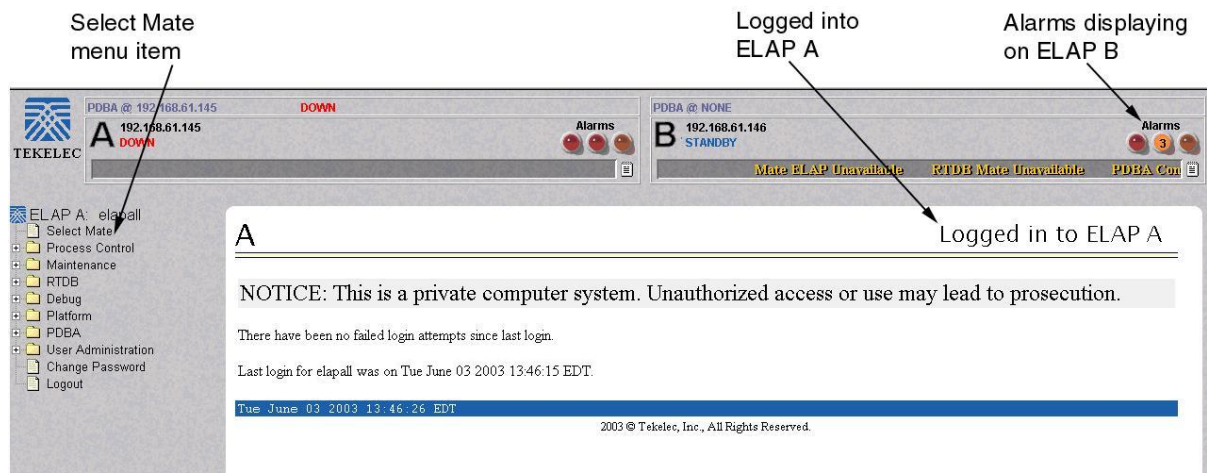 Select Mate
menu item
Logged into
ELAP A
Alarms displaying
on ELAP B
TEKELEC
PDBA @ 192.168.61.145 DOWN
A 192.168.61.145
DOWN
Alarms
PDBA @ NONE
B 192.168.61.146
STANDBY
Alarms
3
Mate ELAP Unavailable RTDB Mate Unavailable PDBA Con
ELAP A: elapall
Select Mate
Process Control
Maintenance
RTDB
Debug
Platform
PDBA
User Administration
Change Password
Logout
A
Logged in to ELAP A
NOTICE: This is a private computer system. Unauthorized access or use may lead to prosecution.
There have been no failed login attempts since last login.
Last login for elapall was on Tue June 03 2003 13:46:15 EDT.
Tue June 03 2003 13:46:26 EDT
2003 © Tekelec, Inc., All Rights Reserved.